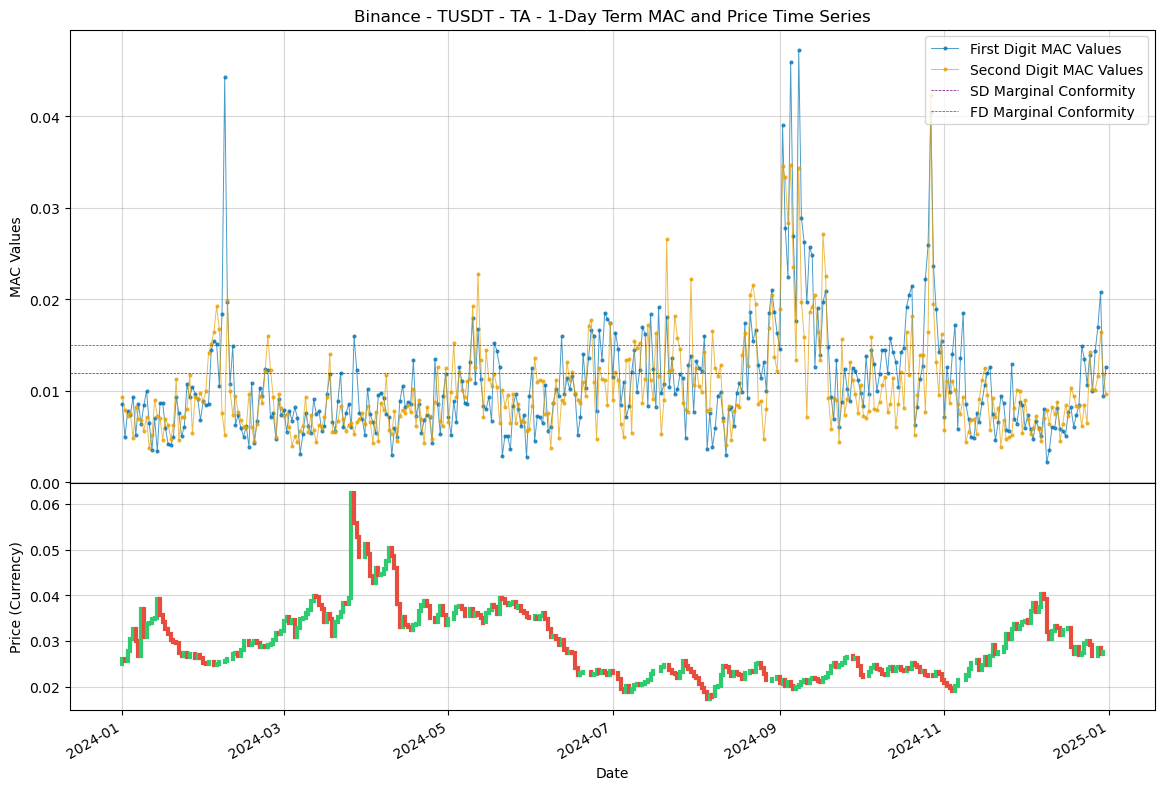 Binance - TUSDT - TA - 1-Day Term MAC and Price Time Series
First Digit MAC Values
Second Digit MAC Values
SD Marginal Conformity
FD Marginal Conformity
MAC Values
0.04
0.03
0.02
0.01
0.00
Price (Currency)
0.06
0.05
0.04
0.03
0.02
2024-01
2024-03
2024-05
2024-07
2024-09
2024-11
2025-01
Date